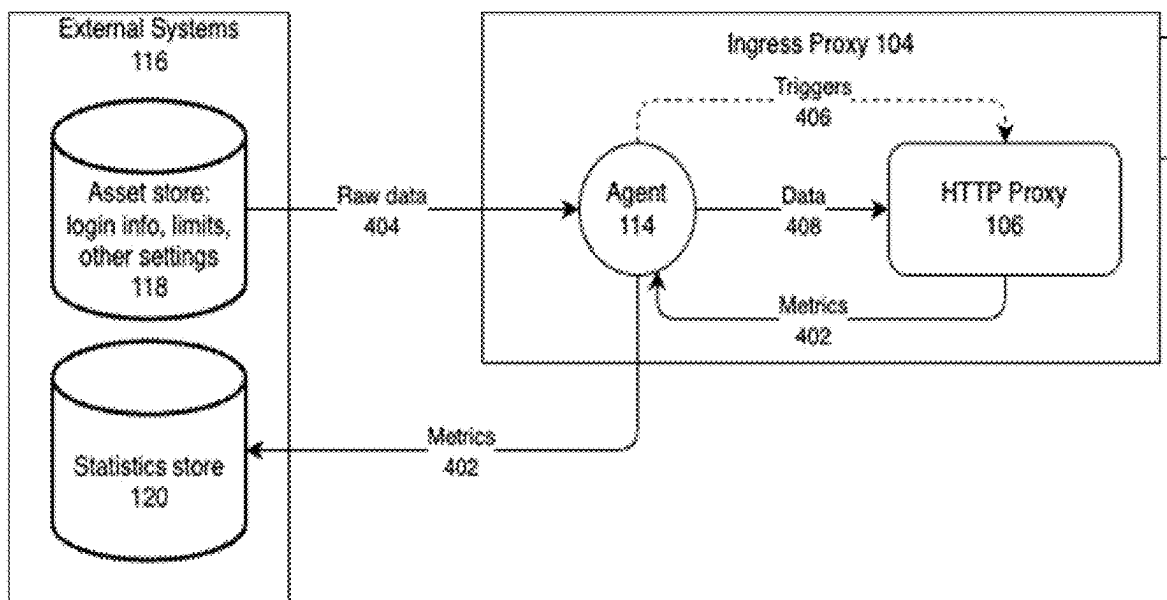 External Systems
116
Asset store:
login info, limits,
other settings
118
Statistics store
120
Raw data
404
Metrics
402
Ingress Proxy 104
Triggers
406
Agent
114
Data
408
HTTP Proxy
106
Metrics
402